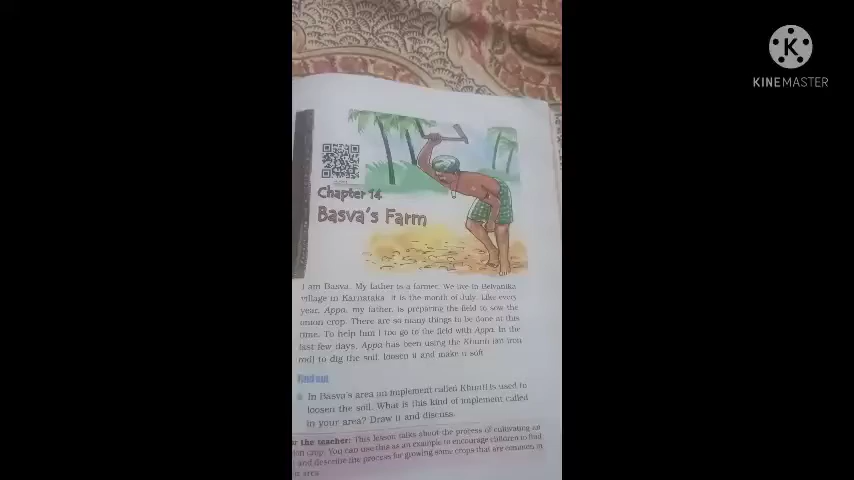 KINEMASTER
Chapter 14
Basva's Farm
I am Basva. My father is a farmer. We live in Belvanika
village in Karnataka. It is the month of July. Like every
year, Appa, my father, is preparing the field to sow the
onion crop. There are so many things to be done at this
time. To help him I too go to the field with Appa. In the
last few days, Appa has been using the Khunti (an iron
rod) to dig the soil, loosen it and make it soft.
Find out
In Basva's area an implement called Khunti is used to
loosen the soil. What is this kind of implement called
in your area? Draw it and discuss.
the teacher: This lesson talks about the process of cultivating an
crop. You can use this as an example to encourage children to find
and describe the process for growing some crops that are common in
area